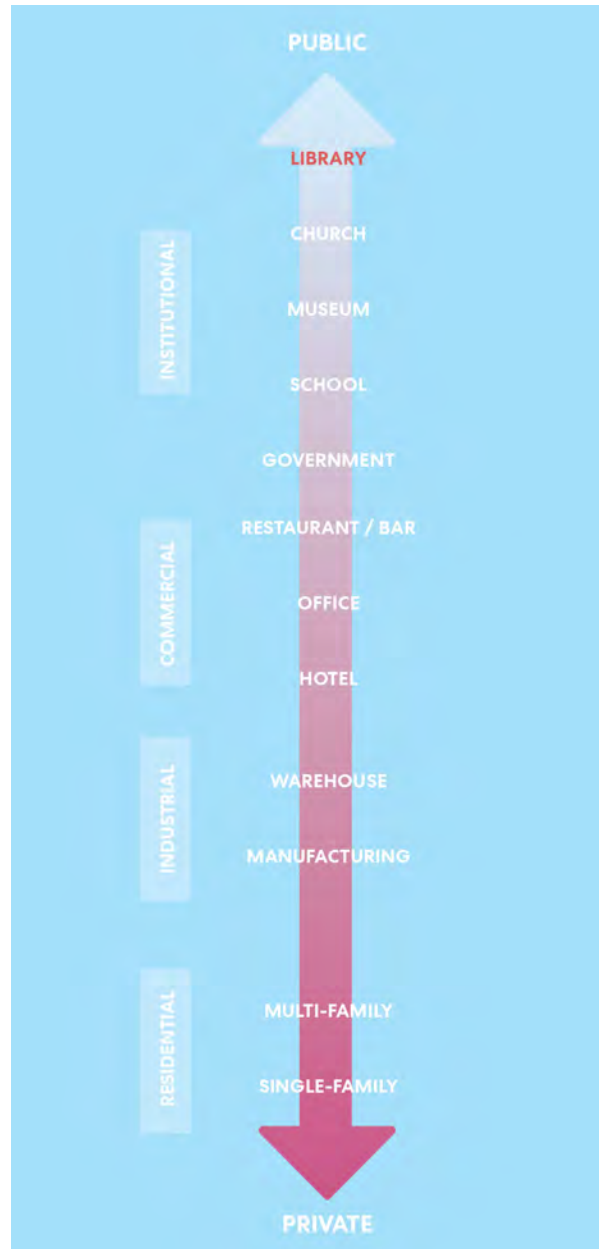 PUBLIC
LIBRARY
CHURCH
INSTITUTIONAL
MUSEUM
SCHOOL
GOVERNMENT
RESTAURANT / BAR
COMMERCIAL
OFFICE
HOTEL
WAREHOUSE
INDUSTRIAL
MANUFACTURING
MULTI-FAMILY
RESIDENTIAL
SINGLE-FAMILY
PRIVATE